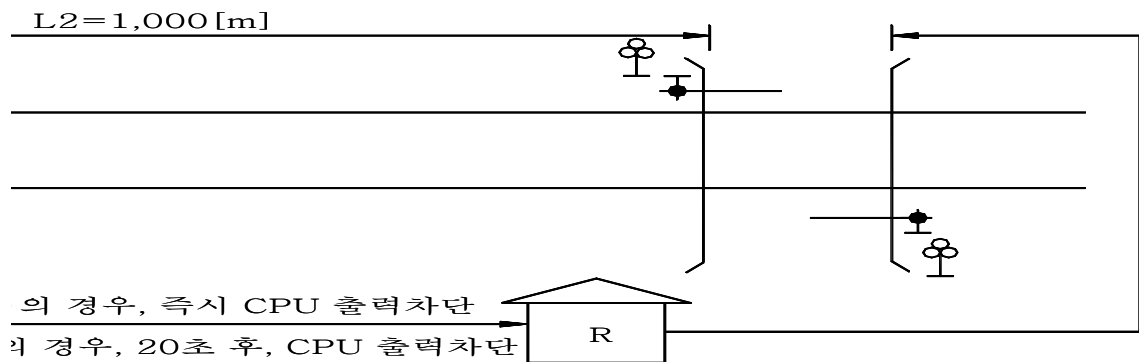 L2=1,000[m]
의 경우, 즉시 CPU 출력차단
의 경우, 20초 후, CPU 출력차단
R